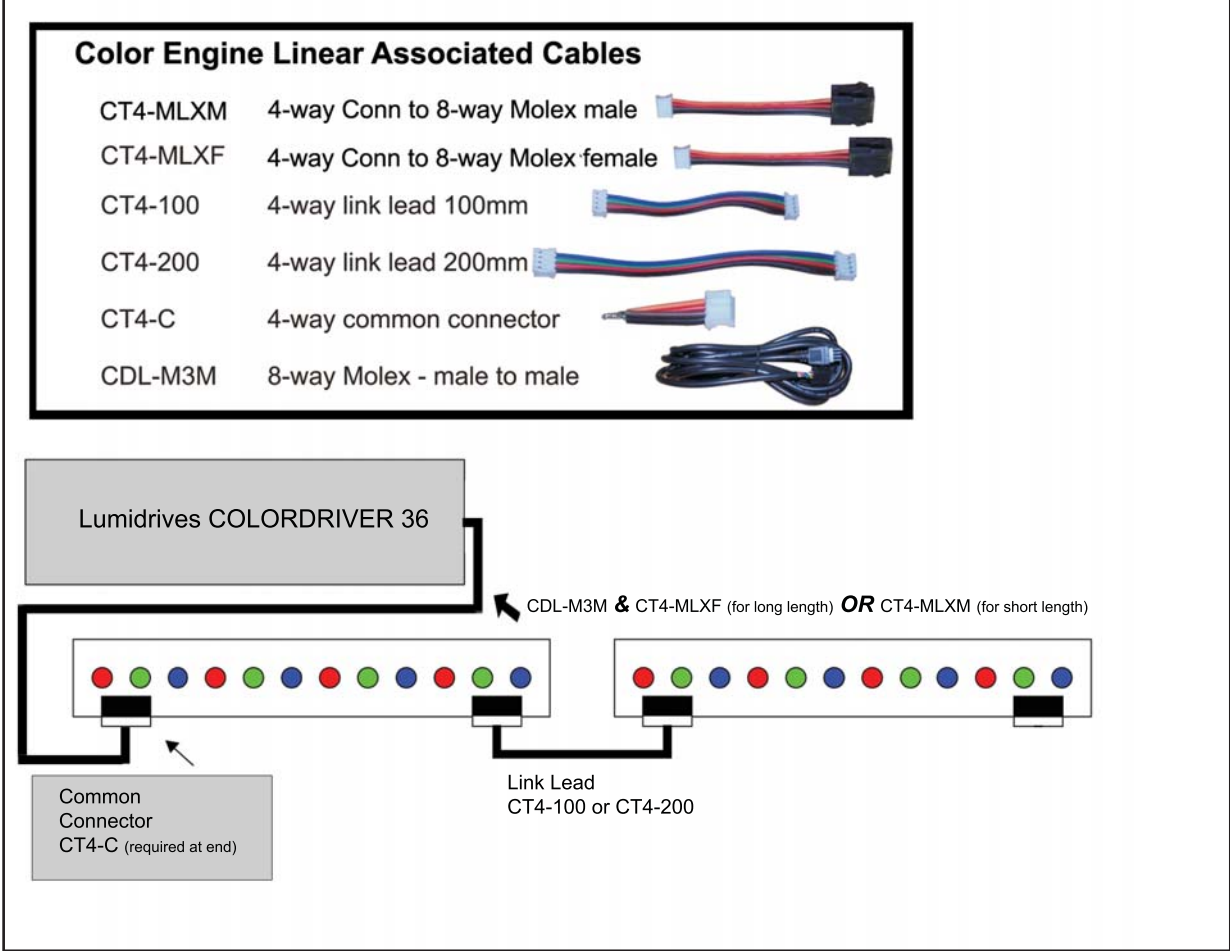 Color Engine Linear Associated Cables
CT4-MLXM 4-way Conn to 8-way Molex male
CT4-MLXF 4-way Conn to 8-way Molex female
CT4-100 4-way link lead 100mm
CT4-200 4-way link lead 200mm
CT4-C 4-way common connector
CDL-M3M 8-way Molex - male to male
Lumidrives COLORDRIVER 36
CDL-M3M & CT4-MLXF (for long length) OR CT4-MLXM (for short length)
Link Lead
CT4-100 or CT4-200
Common
Connector
CT4-C (required at end)